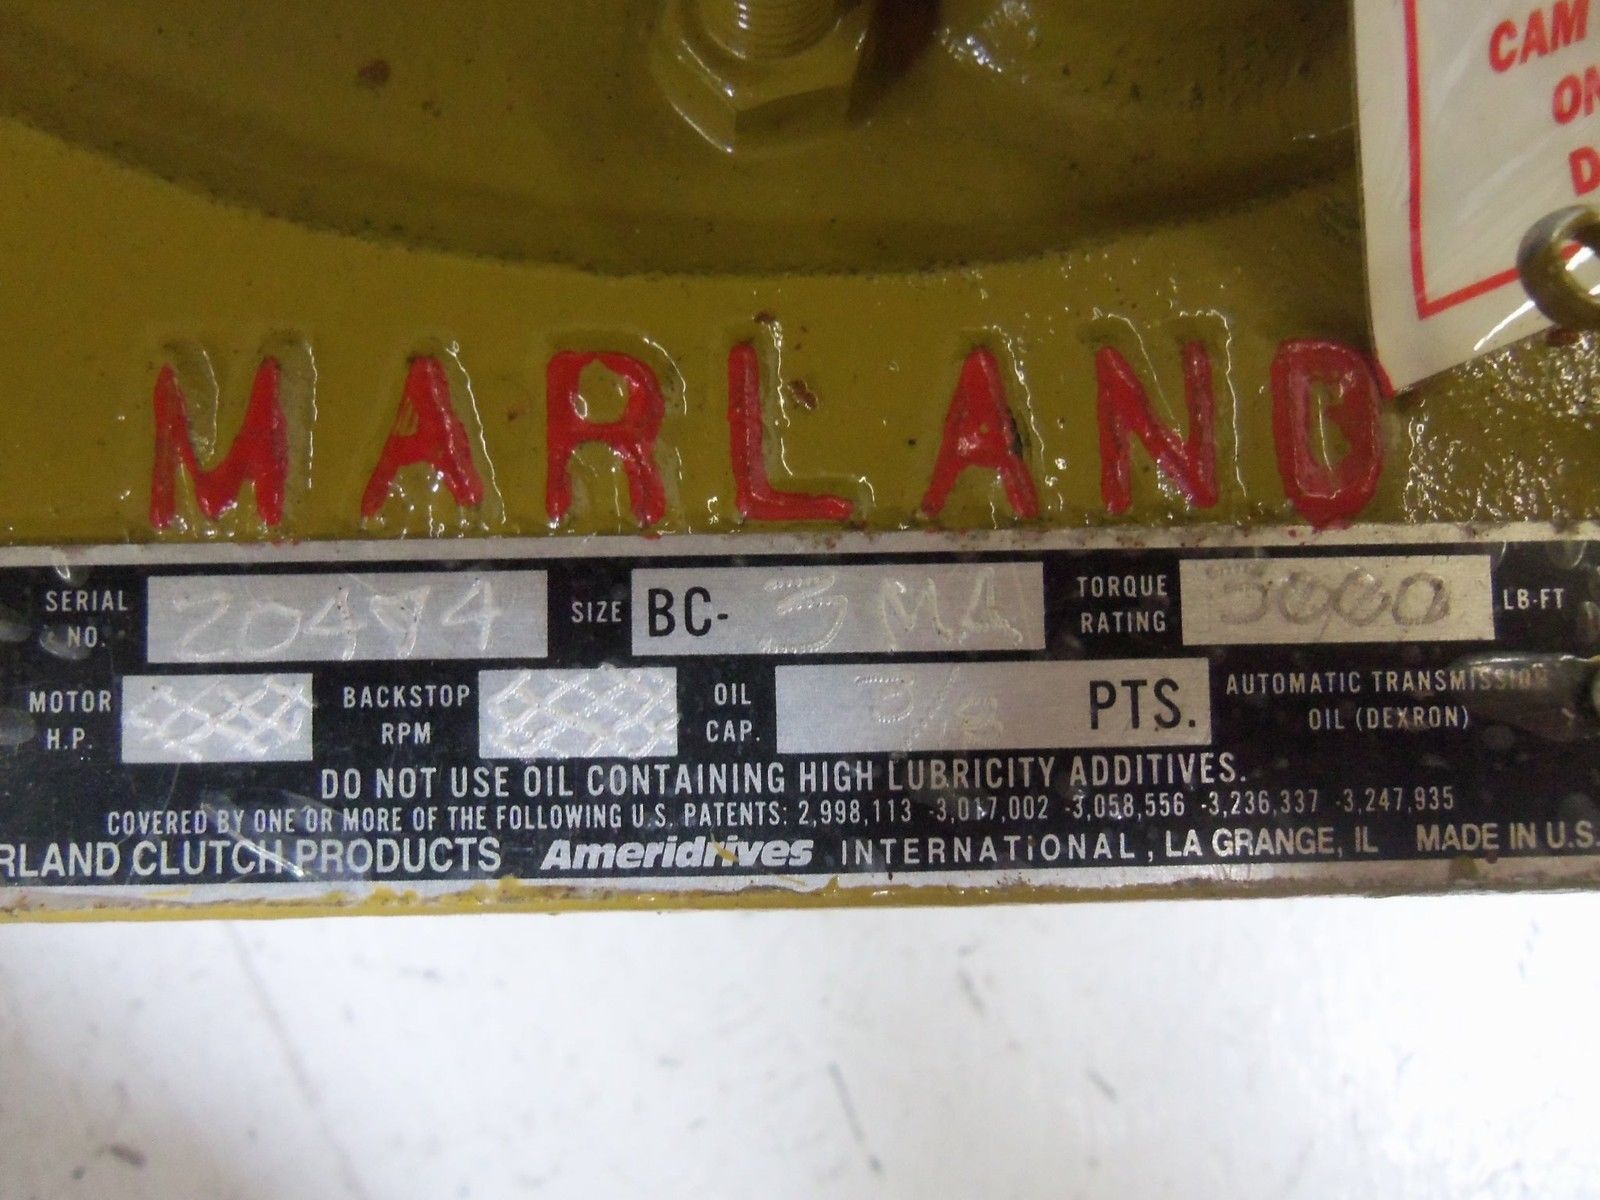 CAM
MARLAND
SERIAL NO. SIZE BC- 3 MA TORQUE RATING LB-FT
MOTOR H.P. BACKSTOP RPM OIL CAP. PTS. AUTOMATIC TRANSMISSION OIL (DEXRON)
DO NOT USE OIL CONTAINING HIGH LUBRICITY ADDITIVES.
COVERED BY ONE OR MORE OF THE FOLLOWING U.S. PATENTS: 2,998,113 -3,017,002 -3,058,556 -3,236,337 -3,247,935
RLAND CLUTCH PRODUCTS Ameridrives INTERNATIONAL, LA GRANGE, IL MADE IN U.S.